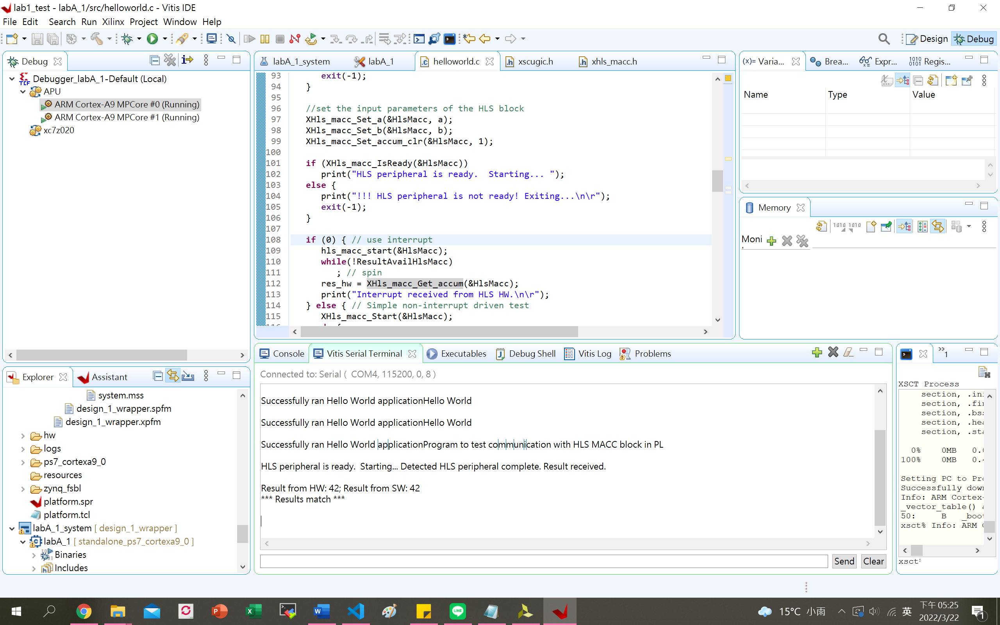 lab1_test - labA_1/src/helloworld.c - Vitis IDE
File Edit Search Run Xilinx Project Window Help
Design Debug
Debug
Debugger_labA_1-Default (Local)
APU
ARM Cortex-A9 MPCore #0 (Running)
ARM Cortex-A9 MPCore #1 (Running)
xc7z020
labA_1_system labA_1 helloworld.c xscugic.h xhls_macc.h
93 exit(-1);
94 }
95
96 //set the input parameters of the HLS block
97 XHls_macc_Set_a(&HlsMacc, a);
98 XHls_macc_Set_b(&HlsMacc, b);
99 XHls_macc_Set_accum_clr(&HlsMacc, 1);
100
101 if (XHls_macc_IsReady(&HlsMacc))
102 print("HLS peripheral is ready.  Starting... ");
103 else {
104 print("!!! HLS peripheral is not ready! Exiting...\n\r");
105 exit(-1);
106 }
107
108 if (0) { // use interrupt
109 hls_macc_start(&HlsMacc);
110 while(!ResultAvailHlsMacc)
111 ; // spin
112 res_hw = XHls_macc_Get_accum(&HlsMacc);
113 print("Interrupt received from HLS HW.\n\r");
114 } else { // Simple non-interrupt driven test
115 XHls_macc_Start(&HlsMacc);
(x)= Varia... Brea... Expr... 1010 0101 Regis...
Name Type Value
Memory
1010 1010
Moni
Explorer Assistant
system.mss
design_1_wrapper.spfm
design_1_wrapper.xpfm
hw
logs
ps7_cortexa9_0
resources
zynq_fsbl
platform.spr
platform.tcl
labA_1_system [ design_1_wrapper ]
labA_1 [ standalone_ps7_cortexa9_0 ]
Binaries
Includes
Console Vitis Serial Terminal Executables Debug Shell Vitis Log Problems
Connected to: Serial (  COM4, 115200, 0, 8 )
Successfully ran Hello World applicationHello World
Successfully ran Hello World applicationHello World
Successfully ran Hello World applicationProgram to test communication with HLS MACC block in PL
HLS peripheral is ready.  Starting... Detected HLS peripheral complete. Result received.
Result from HW: 42; Result from SW: 42
*** Results match ***
Send Clear
»1
XSCT Process
section, .ini
section, .fin
section, .bss
section, .hea
section, .sta
0% 0MB 0.
100% 0MB 0.
Setting PC to Pro
Successfully down
Info: ARM Cortex-
_vector_table() a
50: B _boot
xsct% Info: ARM
xsct
15°C 小雨
英
下午 05:25
2022/3/22
1